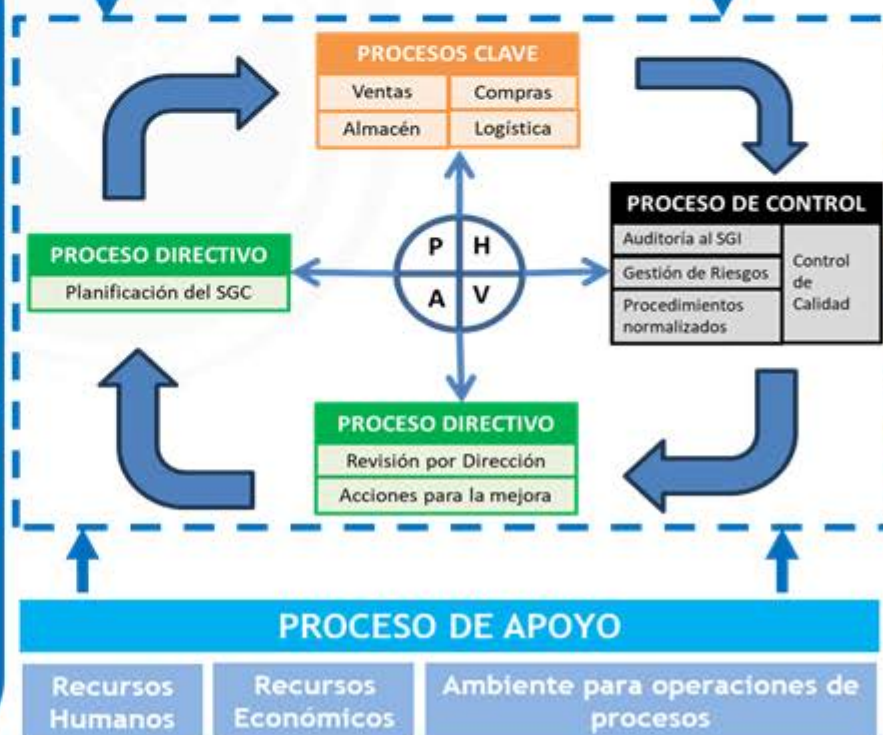 PROCESOS CLAVE
Ventas
Compras
Almacén
Logística
PROCESO DE CONTROL
Auditoría al SGI
Gestión de Riesgos
Procedimientos
normalizados
Control
de
Calidad
PROCESO DIRECTIVO
Planificación del SGC
P
H
A
V
PROCESO DIRECTIVO
Revisión por Dirección
Acciones para la mejora
PROCESO DE APOYO
Recursos
Humanos
Recursos
Económicos
Ambiente para operaciones de
procesos